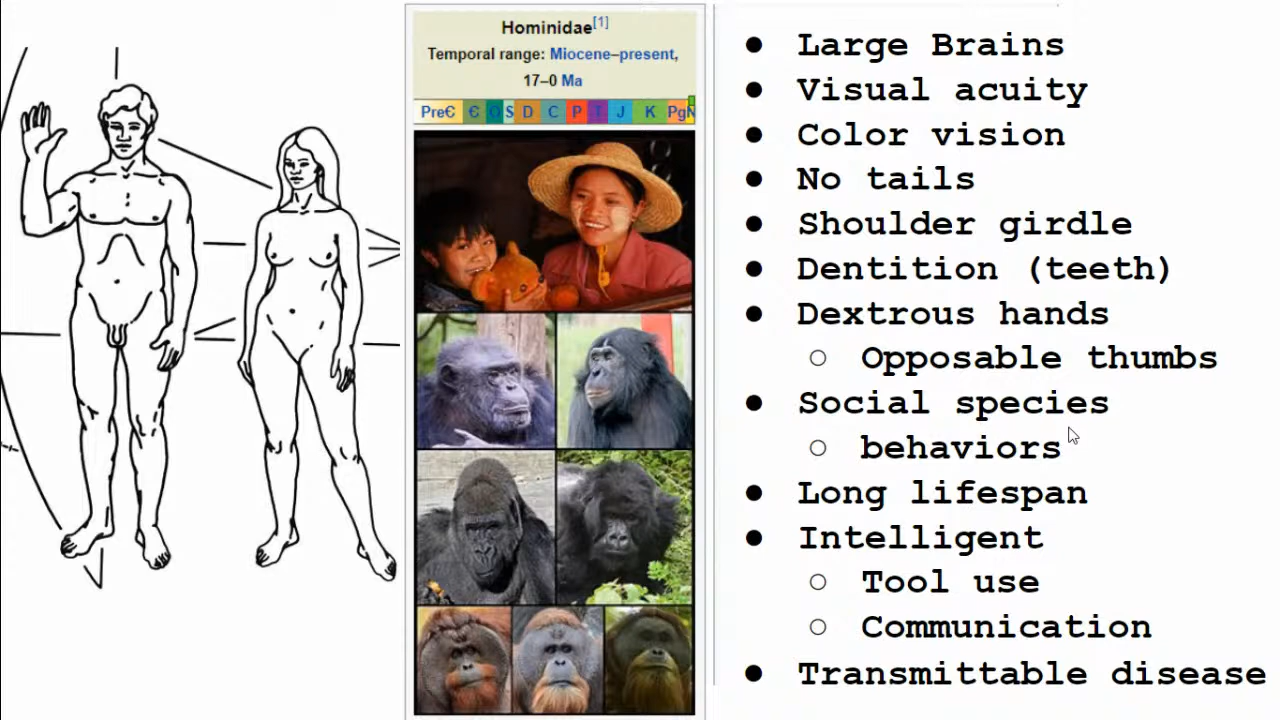 Hominidae[1]
Temporal range: Miocene–present,
17–0 Ma
PreꞒ Ꞓ O S D C P T J K Pg N
● Large Brains
● Visual acuity
● Color vision
● No tails
● Shoulder girdle
● Dentition (teeth)
● Dextrous hands
○ Opposable thumbs
● Social species
○ behaviors
● Long lifespan
● Intelligent
○ Tool use
○ Communication
● Transmittable disease